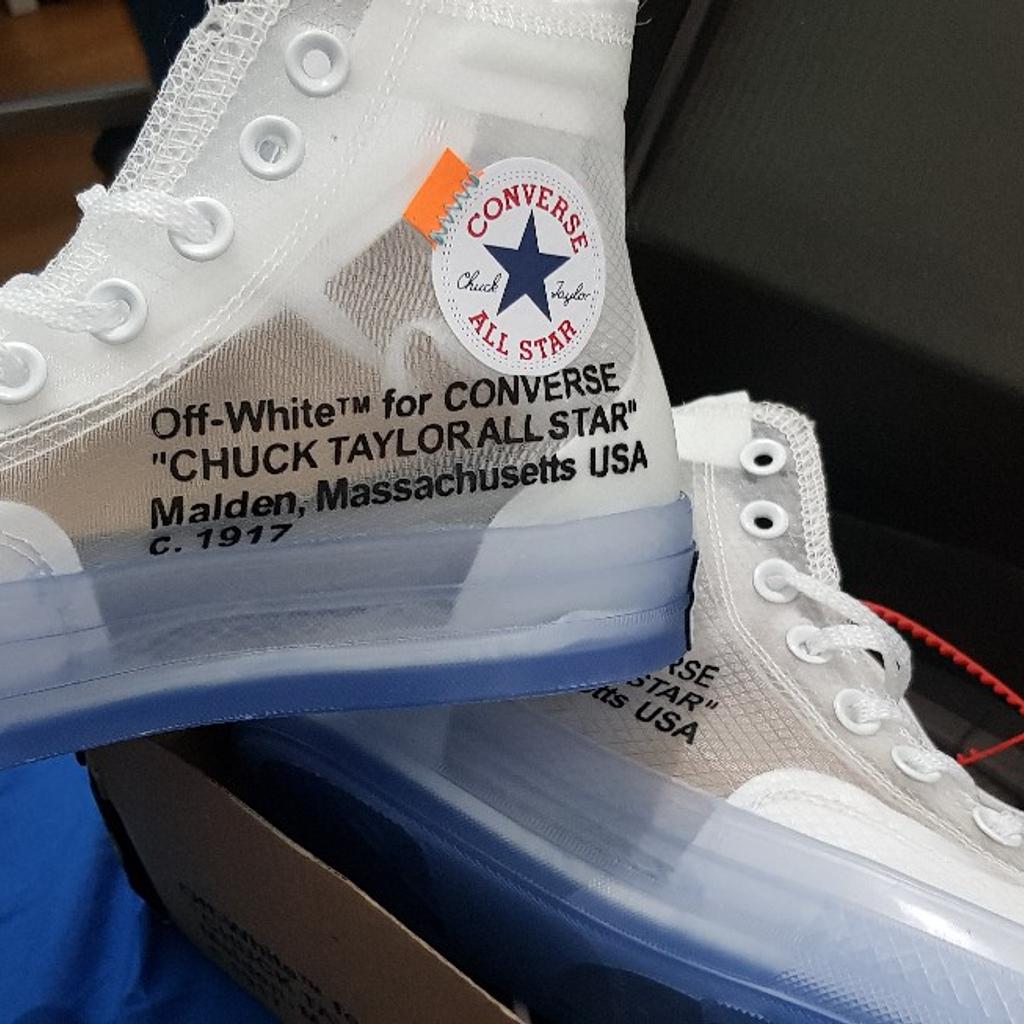 CONVERSE
Chuck Taylor
ALL STAR
Off-White™ for CONVERSE
"CHUCK TAYLOR ALL STAR"
Malden, Massachusetts USA
c. 1917
RSE
STAR"
tts USA